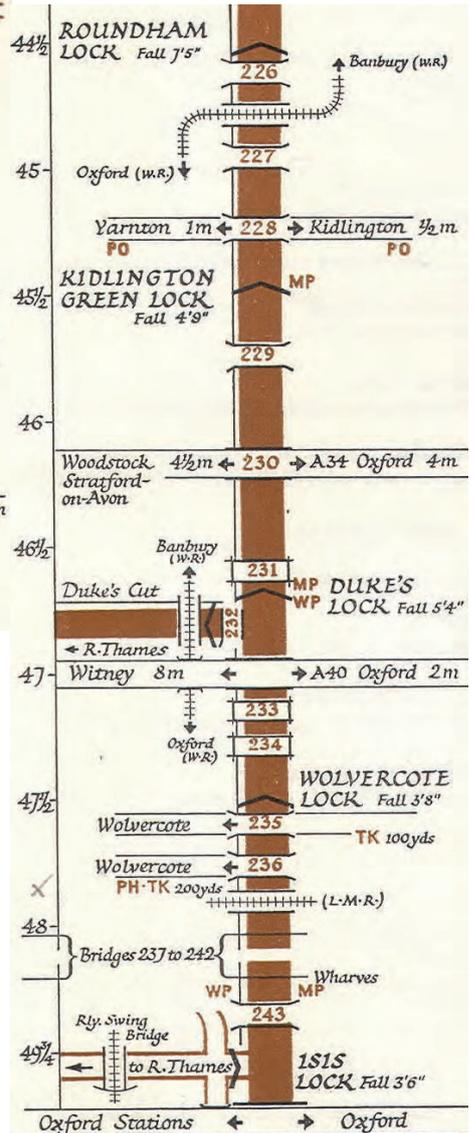 ROUNDHAM
44½ LOCK Fall 7'5"
226
Banbury (W.R.)
227
45
Oxford (W.R.)
Yarnton 1m 228 Kidlington ½m
PO PO
KIDLINGTON MP
45½ GREEN LOCK
Fall 4'9"
229
46
Woodstock 4½m 230 A34 Oxford 4m
Stratford-
on-Avon
46½
Banbury
(W.R.)
231
Duke's Cut MP DUKE'S
WP LOCK Fall 5'4"
232
R.Thames
47 Witney 8m A40 Oxford 2m
233
Oxford
(W.R.)
234
WOLVERCOTE
47½ LOCK Fall 3'8"
Wolvercote 235
TK 100yds
Wolvercote 236
PH·TK 200yds
(L·M·R·)
48
Bridges 237 to 242
Wharves
WP MP
243
Rly. Swing
Bridge
49¾ to R.Thames ISIS
LOCK Fall 3'6"
Oxford Stations Oxford